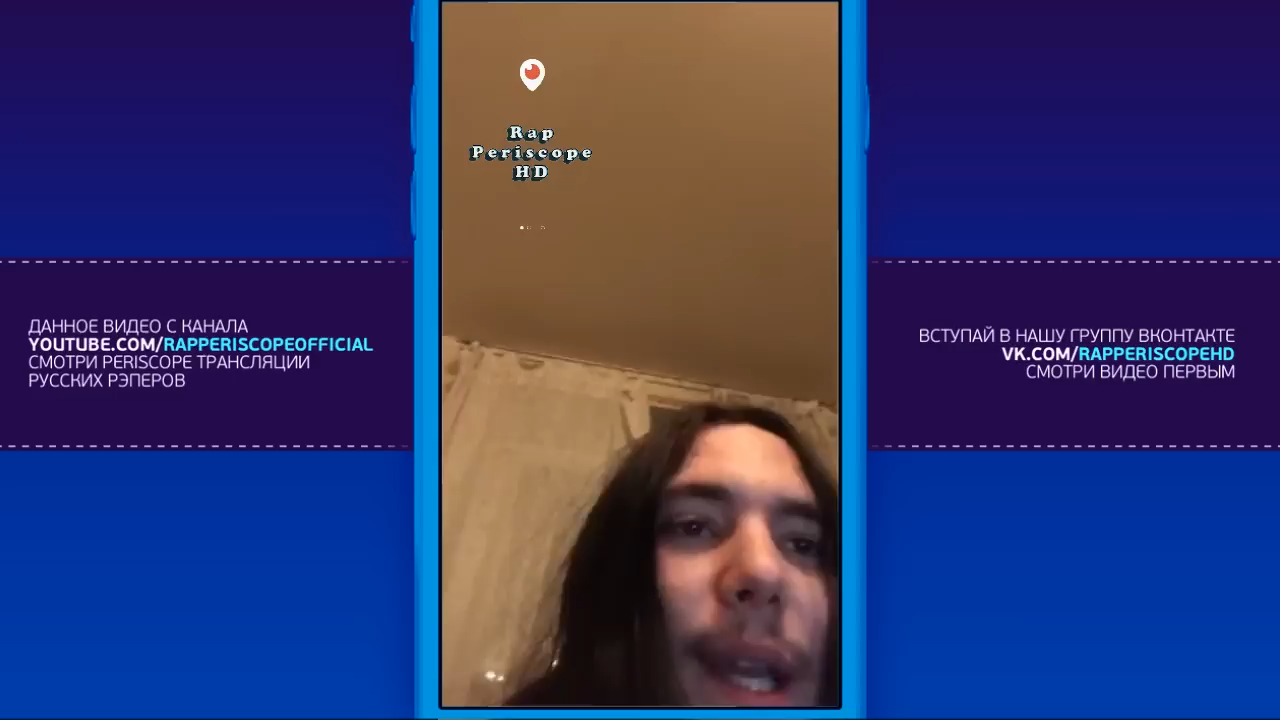 Rap
Periscope
HD
ДАННОЕ ВИДЕО С КАНАЛА
YOUTUBE.COM/RAPPERISCOPEOFFICIAL
СМОТРИ PERISCOPE ТРАНСЛЯЦИИ
РУССКИХ РЭПЕРОВ
ВСТУПАЙ В НАШУ ГРУППУ ВКОНТАКТЕ
VK.COM/RAPPERISCOPEHD
СМОТРИ ВИДЕО ПЕРВЫМ